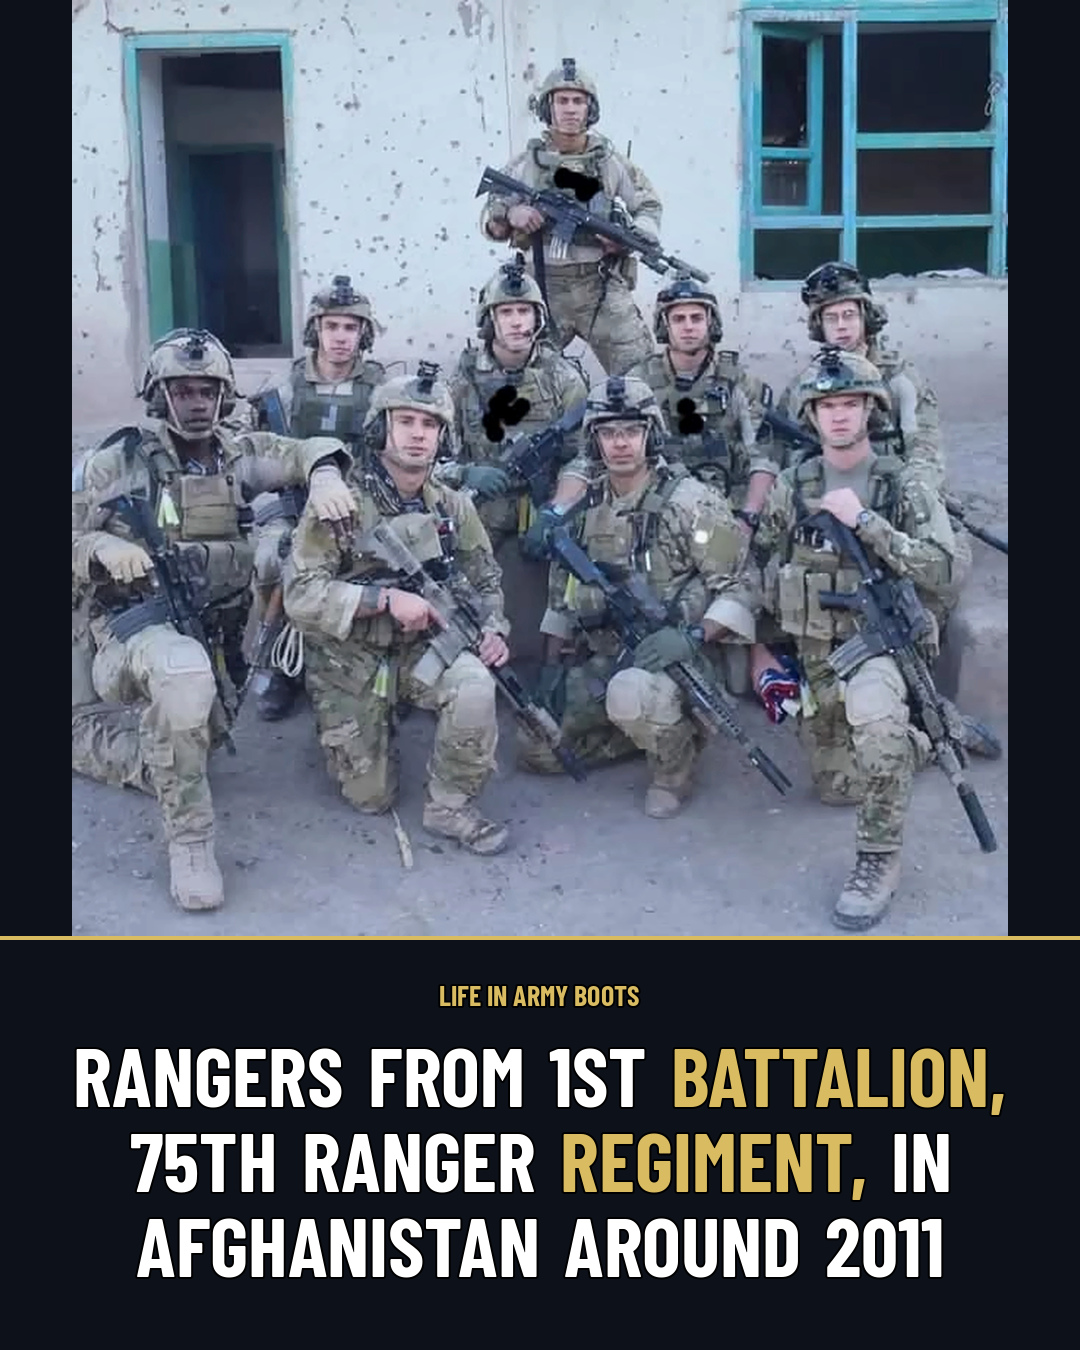 LIFE IN ARMY BOOTS
RANGERS FROM 1ST BATTALION,
75TH RANGER REGIMENT, IN
AFGHANISTAN AROUND 2011